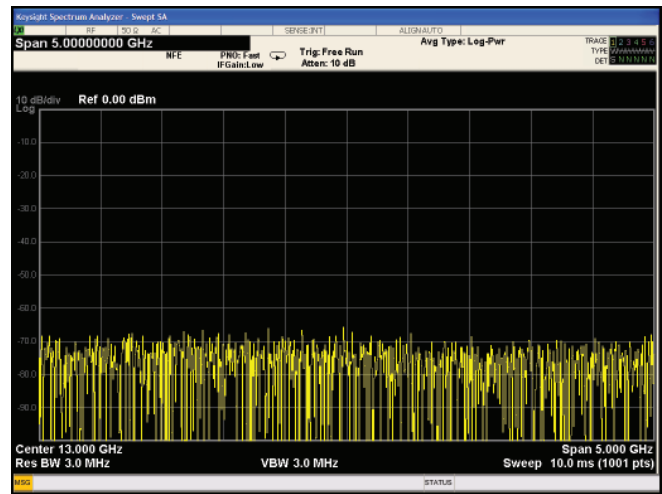 Keysight Spectrum Analyzer - Swept SA
RF 50 Ω AC SENSE:INT ALIGNAUTO
Span 5.00000000 GHz
NFE
PNO: Fast
IFGain:Low
Trig: Free Run
Atten: 10 dB
Avg Type: Log-Pwr
TRACE 1 2 3 4 5 6
TYPE
DET S N N N N N
10 dB/div Ref 0.00 dBm
Log
-10.0
-20.0
-30.0
-40.0
-50.0
-60.0
-70.0
-80.0
-90.0
Center 13.000 GHz Span 5.000 GHz
Res BW 3.0 MHz VBW 3.0 MHz Sweep 10.0 ms (1001 pts)
MSG STATUS